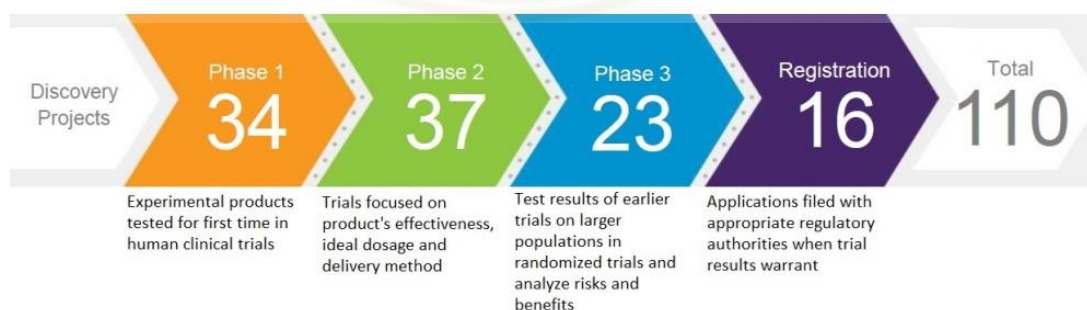 Discovery
Projects
Phase 1
34
Phase 2
37
Phase 3
23
Registration
16
Total
110
Experimental products
tested for first time in
human clinical trials
Trials focused on
product's effectiveness,
ideal dosage and
delivery method
Test results of earlier
trials on larger
populations in
randomized trials and
analyze risks and
benefits
Applications filed with
appropriate regulatory
authorities when trial
results warrant